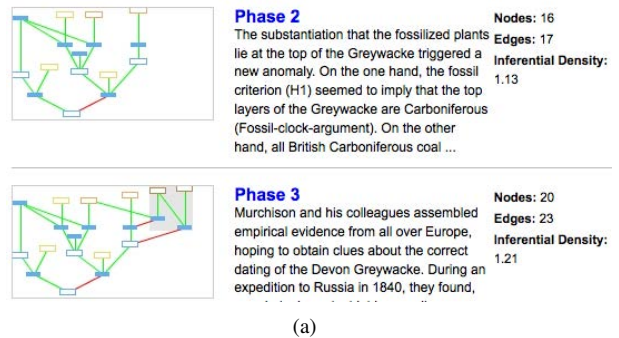 Phase 2
The substantiation that the fossilized plants
lie at the top of the Greywacke triggered a
new anomaly. On the one hand, the fossil
criterion (H1) seemed to imply that the top
layers of the Greywacke are Carboniferous
(Fossil-clock-argument). On the other
hand, all British Carboniferous coal ...
Nodes: 16
Edges: 17
Inferential Density:
1.13
Phase 3
Murchison and his colleagues assembled
empirical evidence from all over Europe,
hoping to obtain clues about the correct
dating of the Devon Greywacke. During an
expedition to Russia in 1840, they found,
Nodes: 20
Edges: 23
Inferential Density:
1.21
(a)